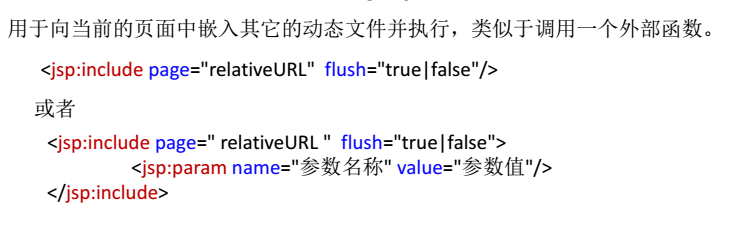 用于向当前的页面中嵌入其它的动态文件并执行，类似于调用一个外部函数。
<jsp:include page="relativeURL" flush="true|false"/>
或者
<jsp:include page=" relativeURL " flush="true|false">
<jsp:param name="参数名称" value="参数值"/>
</jsp:include>